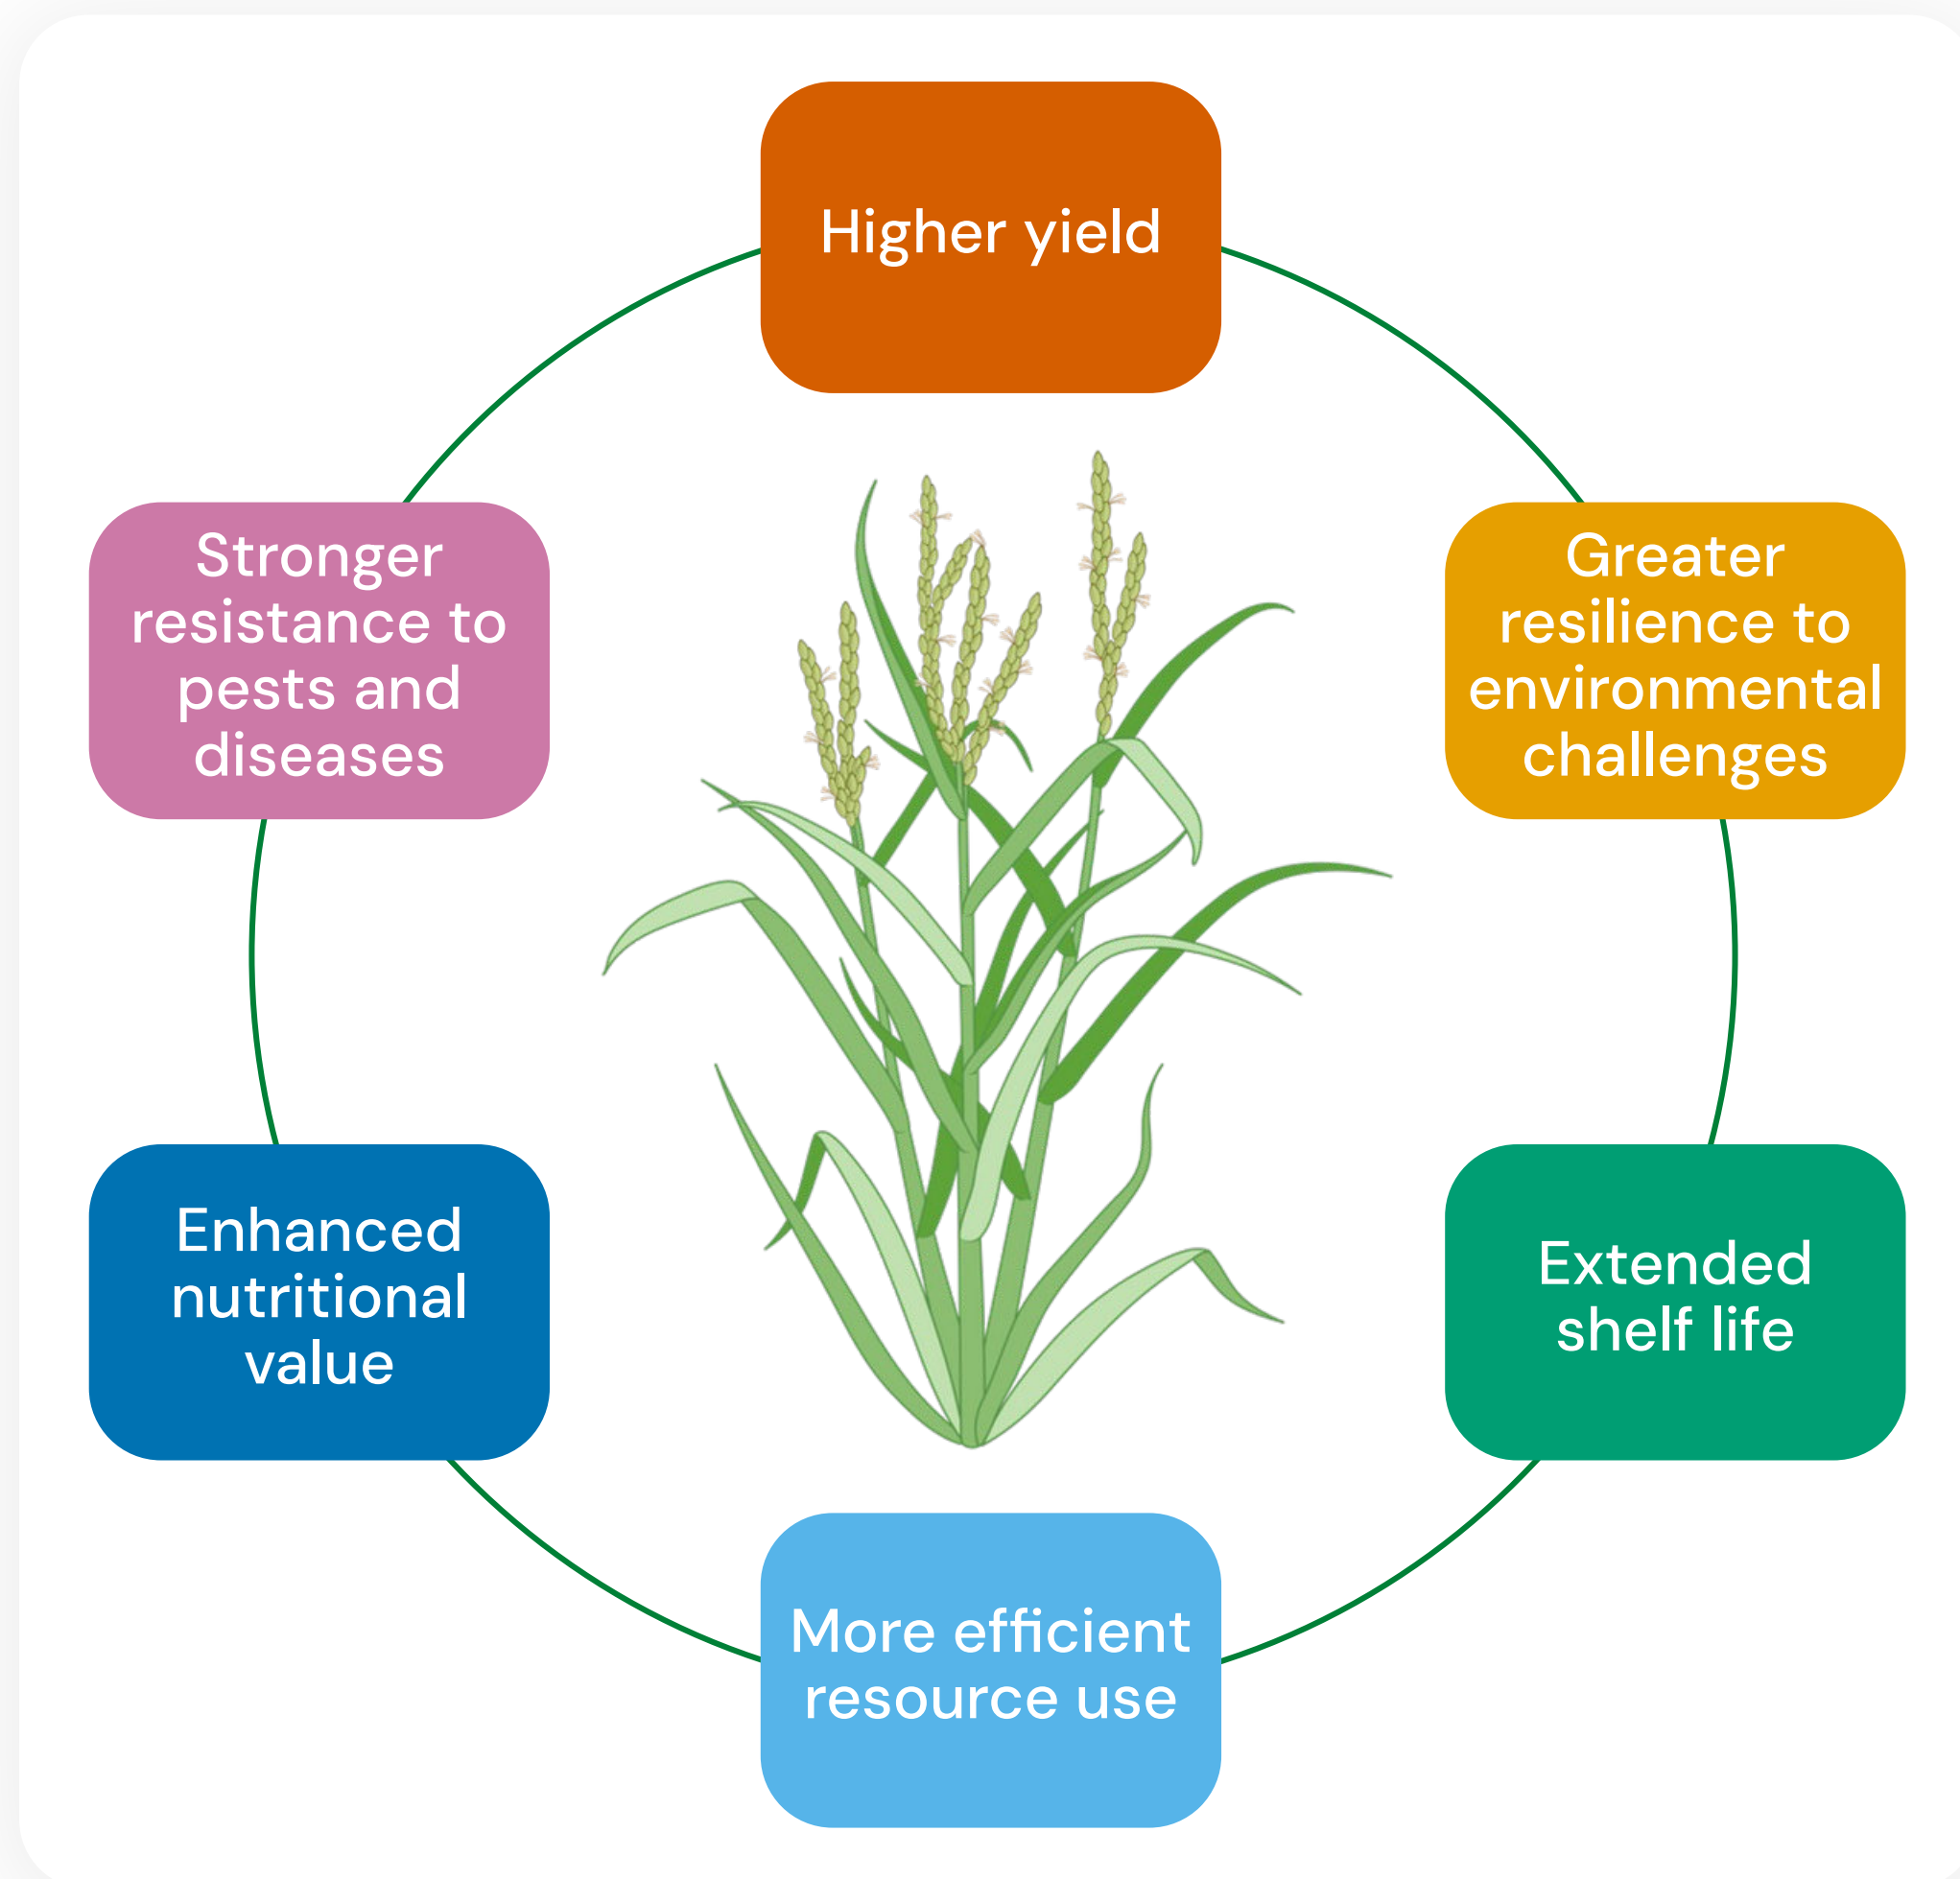 Higher yield
Stronger
resistance to
pests and
diseases
Greater
resilience to
environmental
challenges
Enhanced
nutritional
value
Extended
shelf life
More efficient
resource use